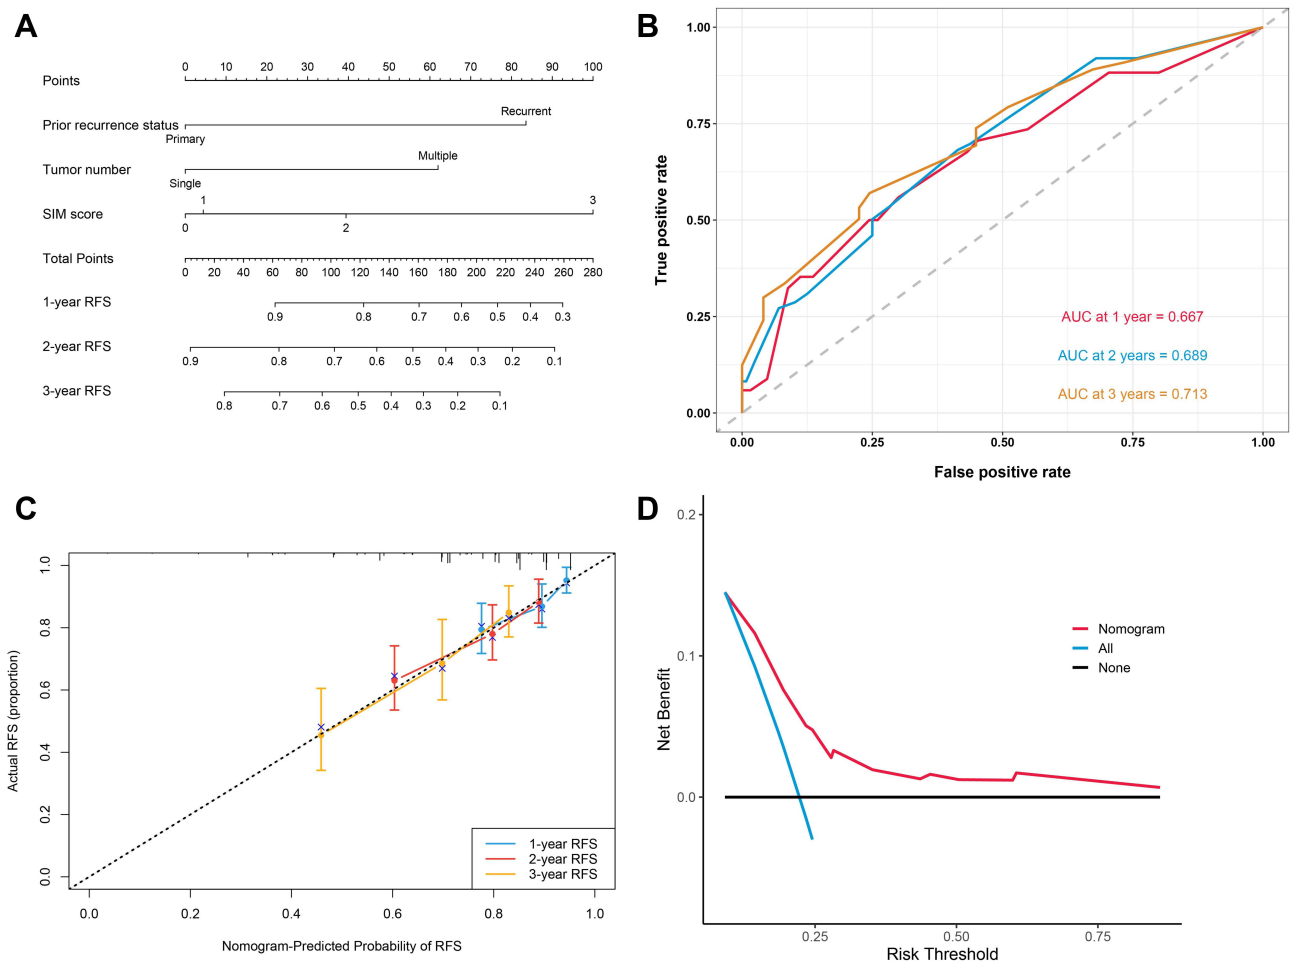 A
Points
0 10 20 30 40 50 60 70 80 90 100
Prior recurrence status
Recurrent
Primary
Tumor number
Multiple
Single
SIM score
1 3
0 2
Total Points
0 20 40 60 80 100 120 140 160 180 200 220 240 260 280
1-year RFS
0.9 0.8 0.7 0.6 0.5 0.4 0.3
2-year RFS
0.9 0.8 0.7 0.6 0.5 0.4 0.3 0.2 0.1
3-year RFS
0.8 0.7 0.6 0.5 0.4 0.3 0.2 0.1
B
True positive rate
1.00
0.75
0.50
0.25
0.00
AUC at 1 year = 0.667
AUC at 2 years = 0.689
AUC at 3 years = 0.713
0.00 0.25 0.50 0.75 1.00
False positive rate
C
Actual RFS (proportion)
1.0
0.8
0.6
0.4
0.2
0.0
1-year RFS
2-year RFS
3-year RFS
0.0 0.2 0.4 0.6 0.8 1.0
Nomogram-Predicted Probability of RFS
D
Net Benefit
0.2
0.1
0.0
Nomogram
All
None
0.25 0.50 0.75
Risk Threshold